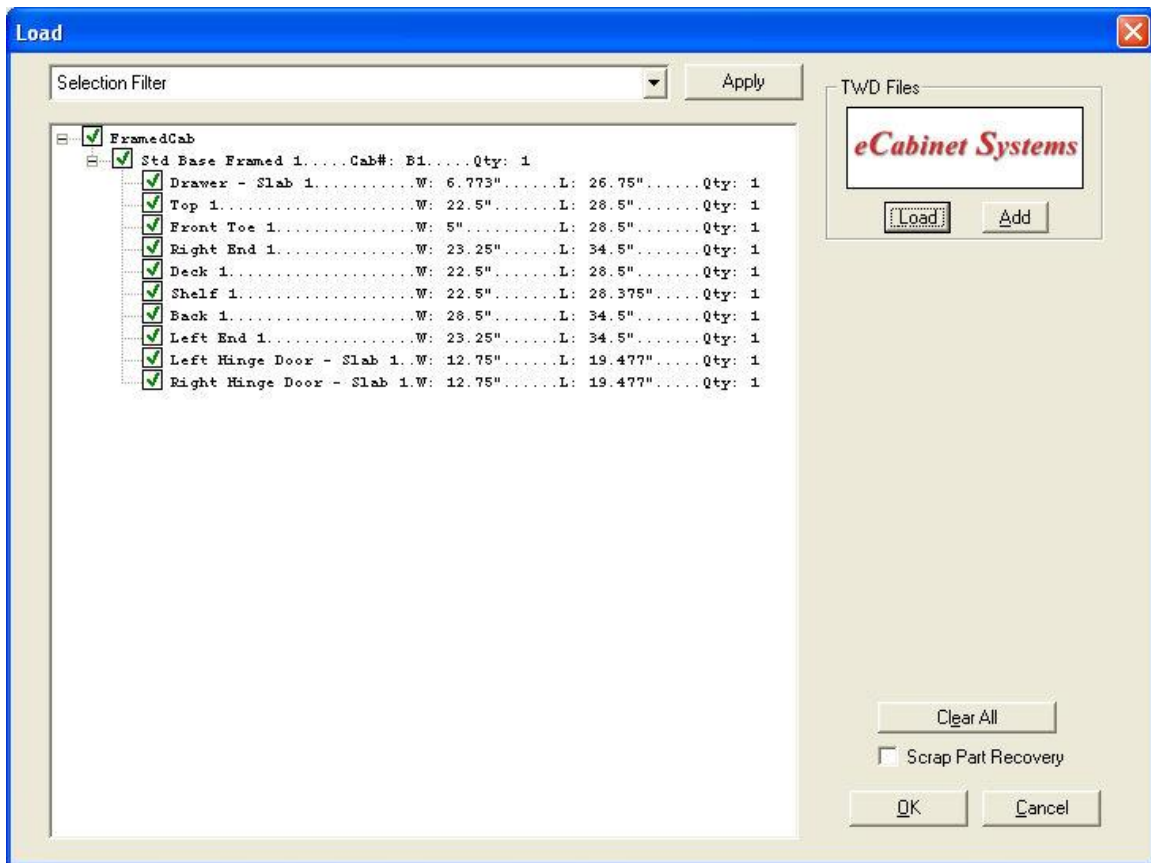 Load
Selection Filter
Apply
FramedCab
Std Base Framed 1.....Cab#: B1.....Qty: 1
Drawer - Slab 1...........W: 6.773"......L: 26.75"......Qty: 1
Top 1.....................W: 22.5".......L: 28.5".......Qty: 1
Front Toe 1...............W: 5"..........L: 28.5".......Qty: 1
Right End 1...............W: 23.25"......L: 34.5".......Qty: 1
Deck 1....................W: 22.5".......L: 28.5".......Qty: 1
Shelf 1...................W: 22.5".......L: 28.375".....Qty: 1
Back 1....................W: 28.5".......L: 34.5".......Qty: 1
Left End 1................W: 23.25"......L: 34.5".......Qty: 1
Left Hinge Door - Slab 1..W: 12.75"......L: 19.477".....Qty: 1
Right Hinge Door - Slab 1.W: 12.75"......L: 19.477".....Qty: 1
TWD Files
eCabinet Systems
Load
Add
Clear All
Scrap Part Recovery
OK
Cancel